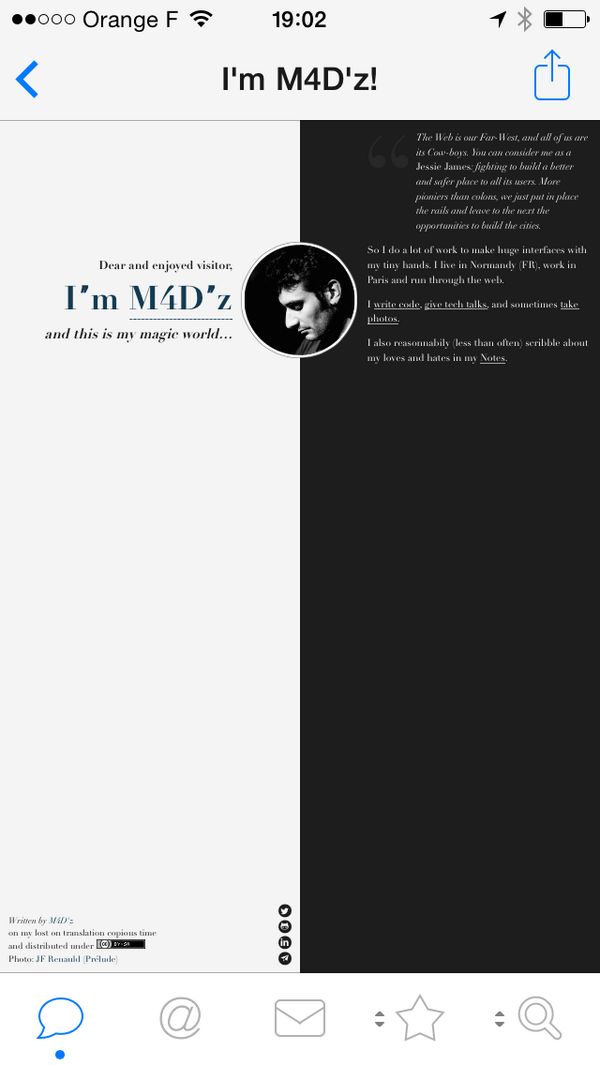 Orange F
19:02
I'm M4D'z!
The Web is our Far-West, and all of us are
its Cow-boys. You can consider me as a
Jessie James: fighting to build a better
and safer place to all its users. More
pioniers than colons, we just put in place
the rails and leave to the next the
opportunities to build the cities.
Dear and enjoyed visitor,
I'm M4D'z
and this is my magic world...
So I do a lot of work to make huge interfaces with
my tiny hands. I live in Normandy (FR), work in
Paris and run through the web.
I write code, give tech talks, and sometimes take
photos.
I also reasonnabily (less than often) scribble about
my loves and hates in my Notes.
Written by M4D'z
on my lost on translation copious time
and distributed under (cc) BY-SA
Photo: JF Renauld (Prélude)